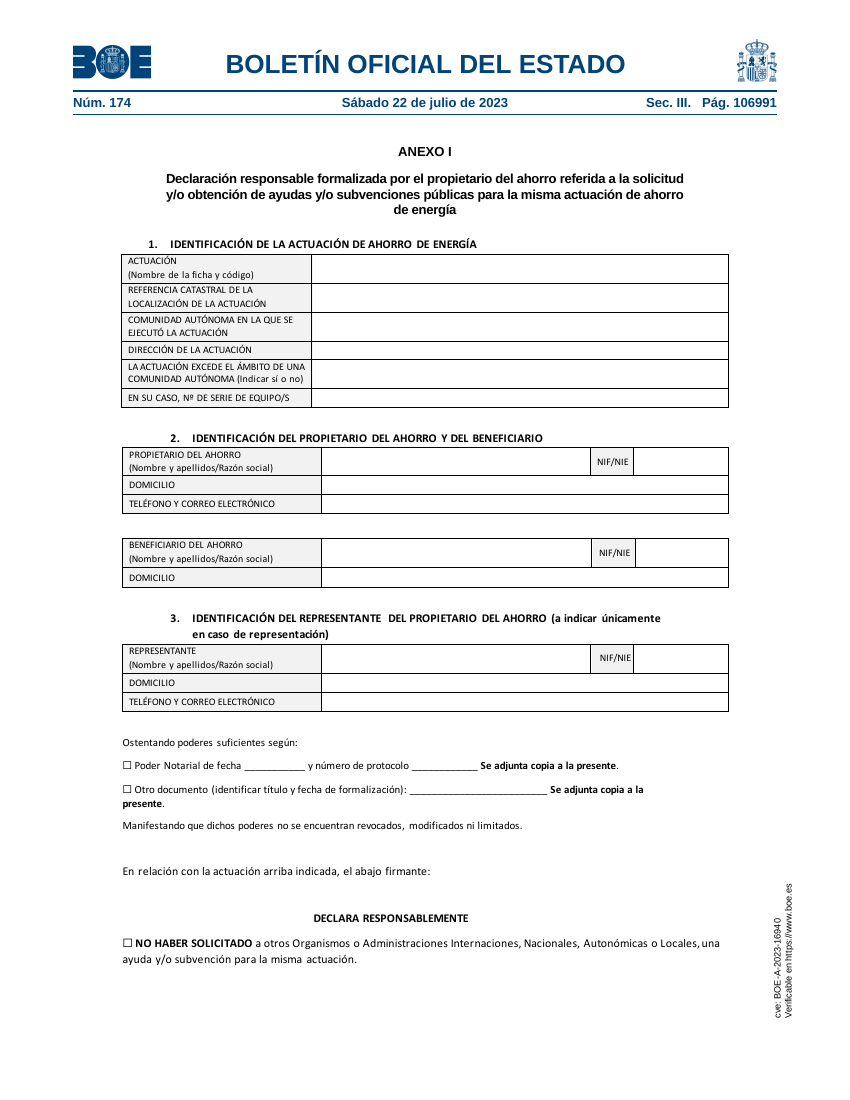 BOE
BOLETÍN OFICIAL DEL ESTADO
Núm. 174
Sábado 22 de julio de 2023
Sec. III. Pág. 106991
ANEXO I
Declaración responsable formalizada por el propietario del ahorro referida a la solicitud
y/o obtención de ayudas y/o subvenciones públicas para la misma actuación de ahorro
de energía
1. IDENTIFICACIÓN DE LA ACTUACIÓN DE AHORRO DE ENERGÍA
ACTUACIÓN
(Nombre de la ficha y código)
REFERENCIA CATASTRAL DE LA
LOCALIZACIÓN DE LA ACTUACIÓN
COMUNIDAD AUTÓNOMA EN LA QUE SE
EJECUTÓ LA ACTUACIÓN
DIRECCIÓN DE LA ACTUACIÓN
LA ACTUACIÓN EXCEDE EL ÁMBITO DE UNA
COMUNIDAD AUTÓNOMA (Indicar sí o no)
EN SU CASO, Nº DE SERIE DE EQUIPO/S
2. IDENTIFICACIÓN DEL PROPIETARIO DEL AHORRO Y DEL BENEFICIARIO
PROPIETARIO DEL AHORRO
(Nombre y apellidos/Razón social)
NIF/NIE
DOMICILIO
TELÉFONO Y CORREO ELECTRÓNICO
BENEFICIARIO DEL AHORRO
(Nombre y apellidos/Razón social)
NIF/NIE
DOMICILIO
3. IDENTIFICACIÓN DEL REPRESENTANTE DEL PROPIETARIO DEL AHORRO (a indicar únicamente
en caso de representación)
REPRESENTANTE
(Nombre y apellidos/Razón social)
NIF/NIE
DOMICILIO
TELÉFONO Y CORREO ELECTRÓNICO
Ostentando poderes suficientes según:
☐ Poder Notarial de fecha ___________ y número de protocolo ____________ Se adjunta copia a la presente.
☐ Otro documento (identificar título y fecha de formalización): _________________________ Se adjunta copia a la
presente.
Manifestando que dichos poderes no se encuentran revocados, modificados ni limitados.
En relación con la actuación arriba indicada, el abajo firmante:
DECLARA RESPONSABLEMENTE
☐ NO HABER SOLICITADO a otros Organismos o Administraciones Internaciones, Nacionales, Autonómicas o Locales, una
ayuda y/o subvención para la misma actuación.
cve: BOE-A-2023-16940
Verificable en https://www.boe.es